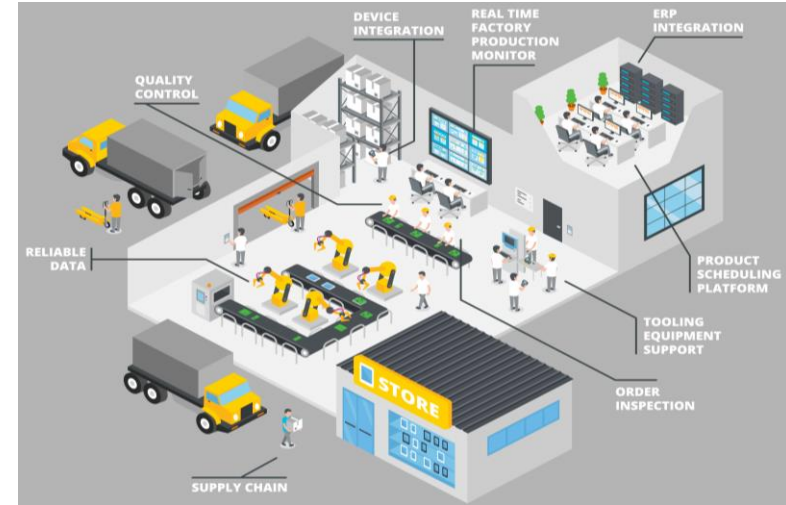 DEVICE
INTEGRATION
REAL TIME
FACTORY
PRODUCTION
MONITOR
ERP
INTEGRATION
QUALITY
CONTROL
RELIABLE
DATA
PRODUCT
SCHEDULING
PLATFORM
TOOLING
EQUIPMENT
SUPPORT
ORDER
INSPECTION
STORE
SUPPLY CHAIN